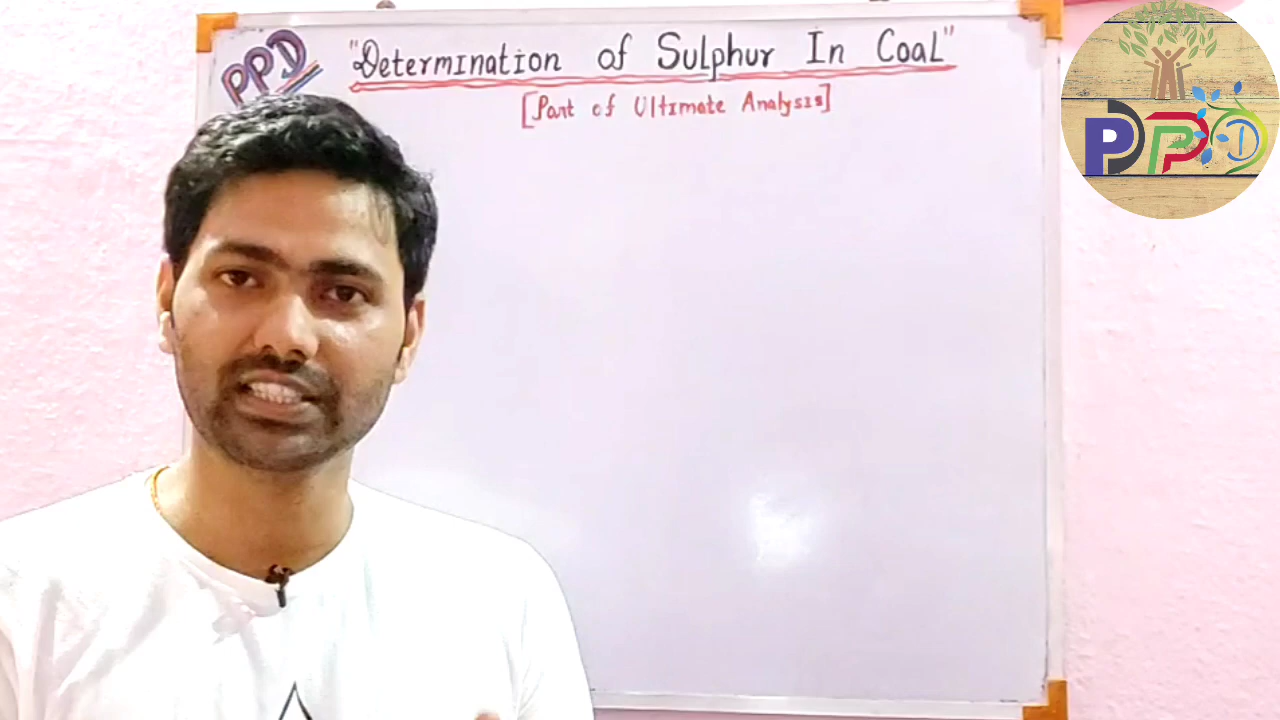 PPD
"Determination of Sulphur In Coal"
[Part of Ultimate Analysis]
PPD